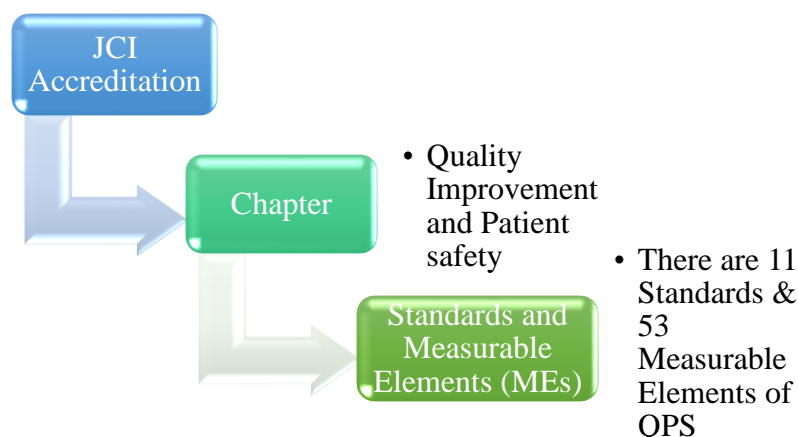 JCI
Accreditation
Chapter
• Quality
Improvement
and Patient
safety
Standards and
Measurable
Elements (MEs)
• There are 11
Standards &
53
Measurable
Elements of
QPS